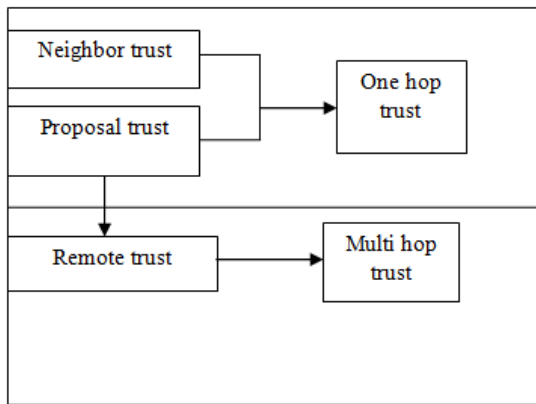 Neighbor trust
One hop
trust
Proposal trust
Remote trust
Multi hop
trust